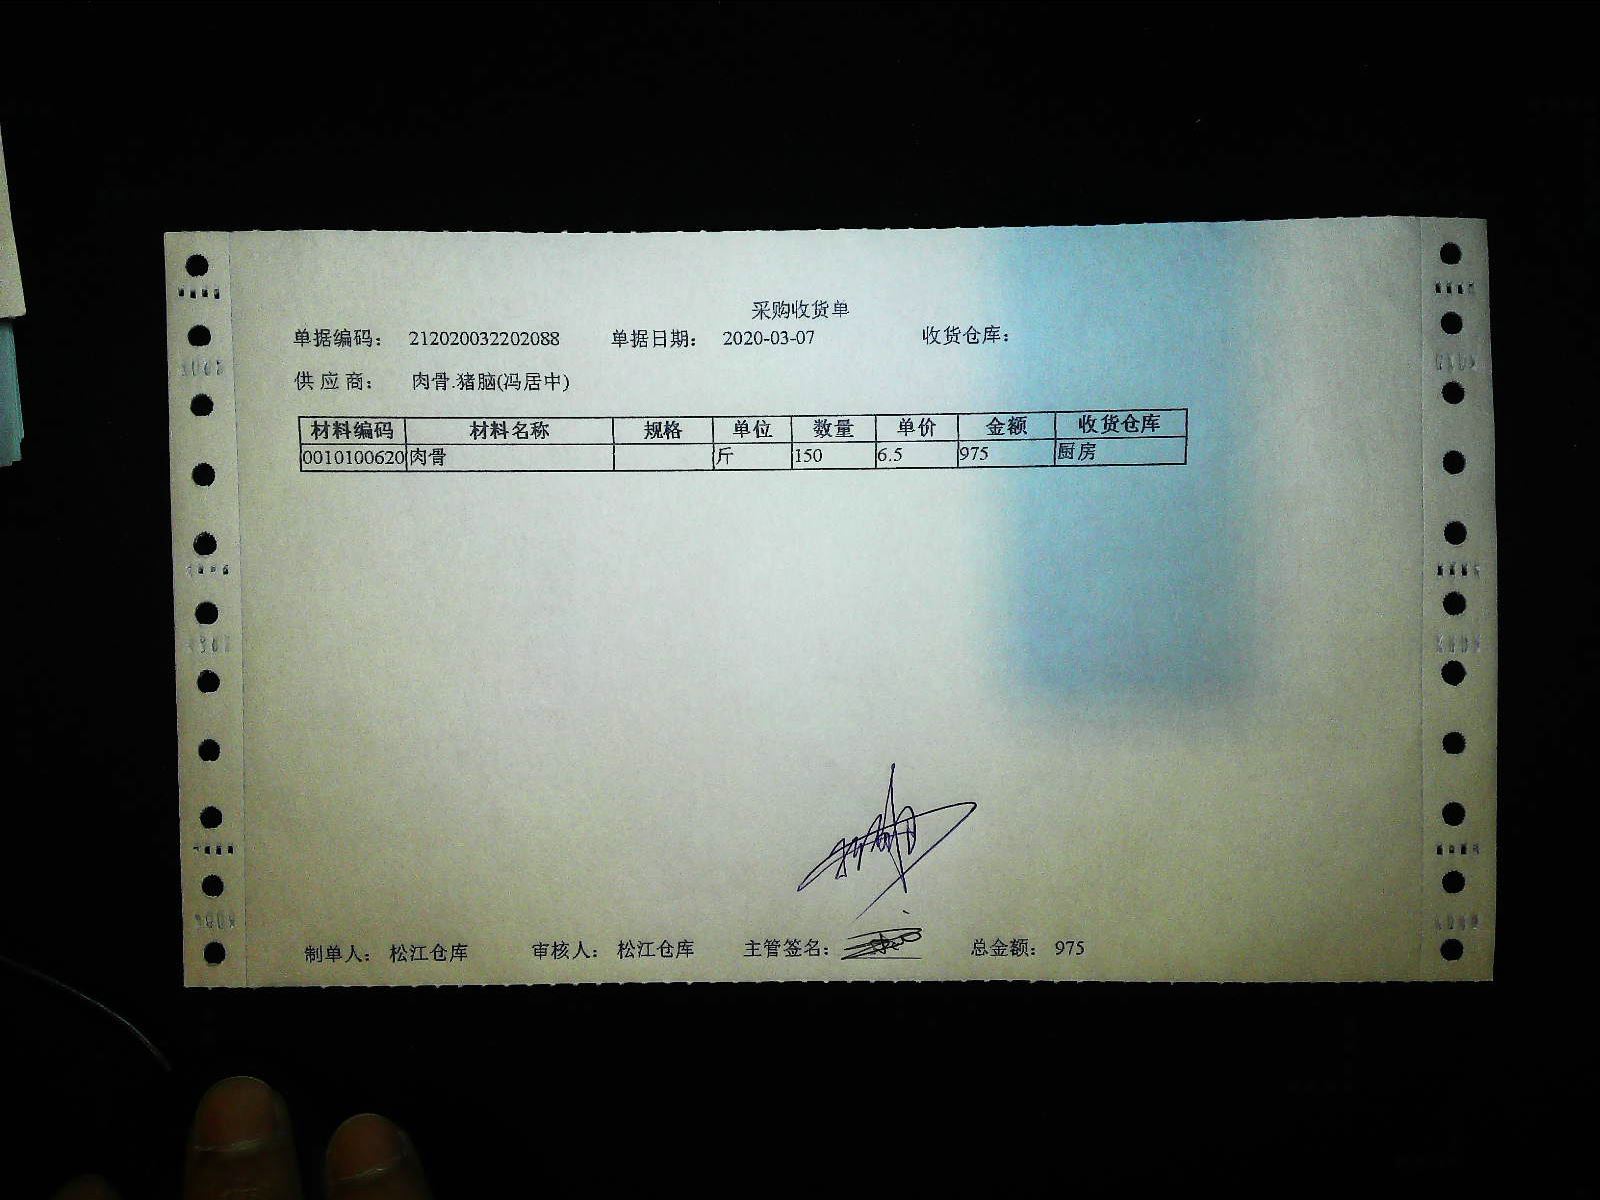 采购收货单
单据编码： 212020032202088 单据日期： 2020-03-07 收货仓库：
供 应 商： 肉骨.猪脑(冯居中)
材料编码 材料名称 规格 单位 数量 单价 金额 收货仓库
0010100620 肉骨 斤 150 6.5 975 厨房
制单人： 松江仓库 审核人： 松江仓库 主管签名： 总金额： 975